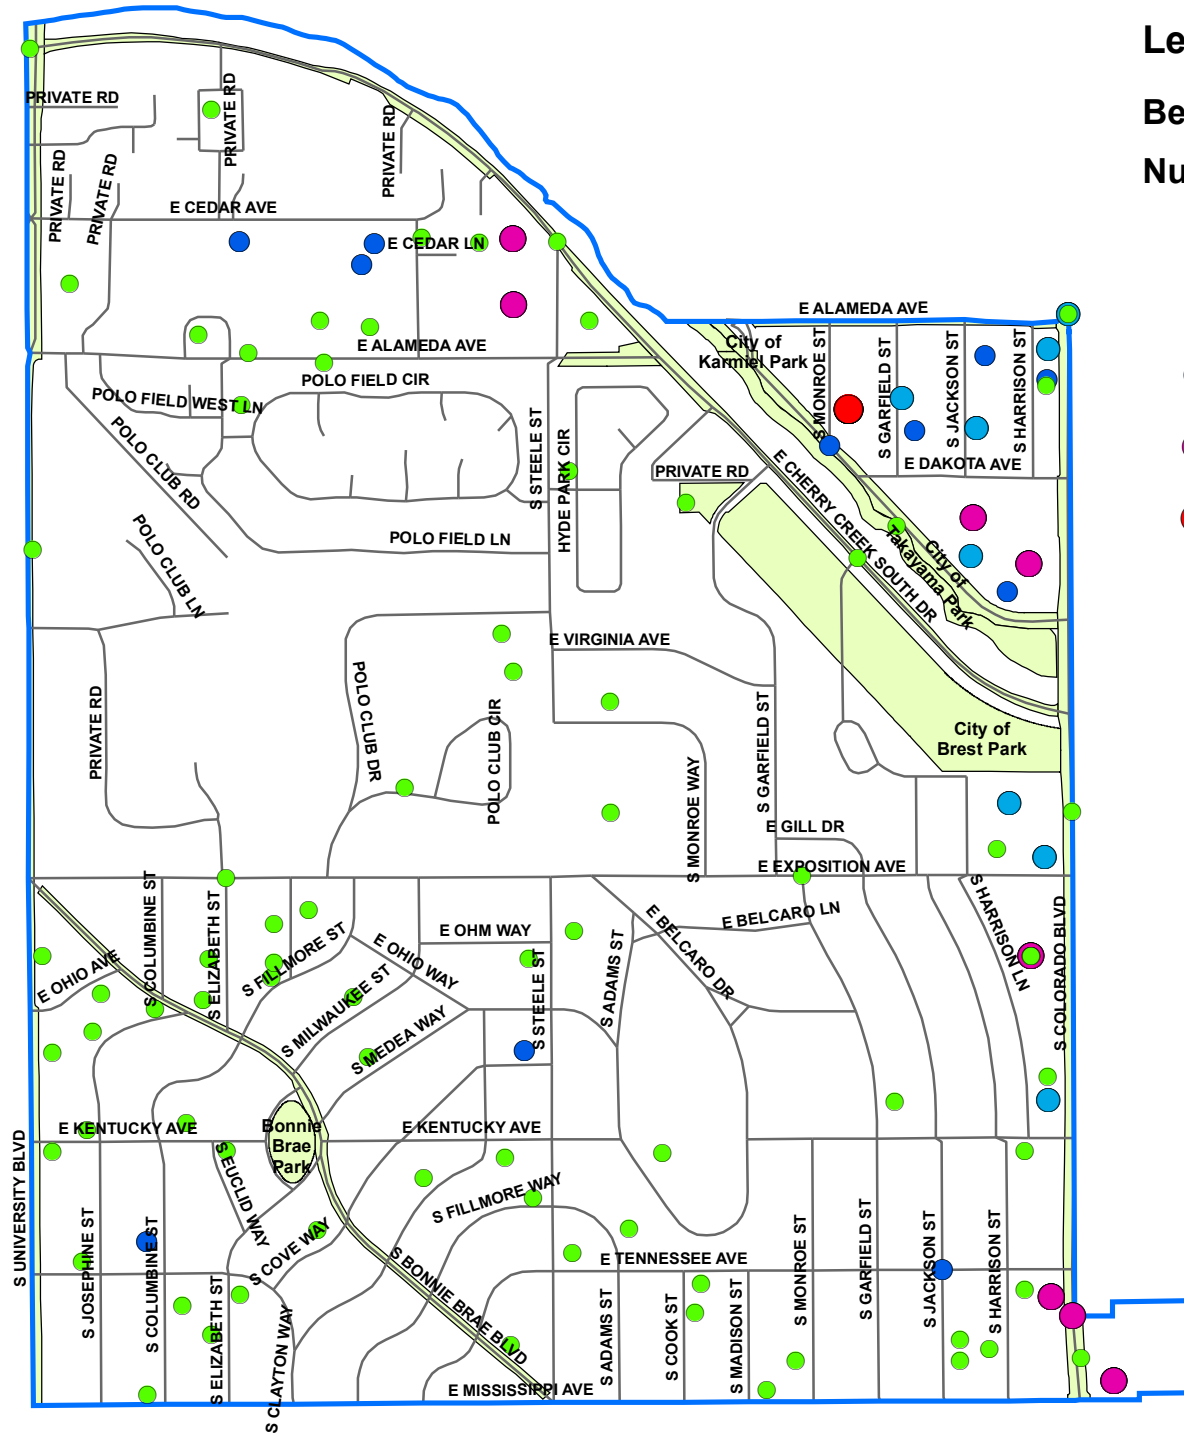 Le
Be
Nu
PRIVATE RD
PRIVATE RD
PRIVATE RD
PRIVATE RD
PRIVATE RD
E CEDAR AVE
E CEDAR LN
E ALAMEDA AVE
E ALAMEDA AVE
City of
Karmiel Park
S MONROE ST
S GARFIELD ST
S JACKSON ST
S HARRISON ST
POLO FIELD CIR
POLO FIELD WEST LN
POLO CLUB RD
S STEELE ST
HYDE PARK CIR
PRIVATE RD
E DAKOTA AVE
E CHERRY CREEK SOUTH DR
City of
Takayama Park
POLO FIELD LN
POLO CLUB LN
E VIRGINIA AVE
PRIVATE RD
POLO CLUB DR
POLO CLUB CIR
S MONROE WAY
S GARFIELD ST
City of
Brest Park
E GILL DR
E EXPOSITION AVE
S COLUMBINE ST
S ELIZABETH ST
E OHIO AVE
S FILLMORE ST
E OHIO WAY
E OHM WAY
S STEELE ST
S ADAMS ST
E BELCARO DR
E BELCARO LN
S HARRISON LN
S COLORADO BLVD
S MILWAUKEE ST
S MEDEA WAY
E KENTUCKY AVE
Bonnie
Brae
Park
E KENTUCKY AVE
S UNIVERSITY BLVD
S EUCLID WAY
S FILLMORE WAY
S COVE WAY
E TENNESSEE AVE
S JOSEPHINE ST
S COLUMBINE ST
S ELIZABETH ST
S CLAYTON WAY
S BONNIE BRAE BLVD
S ADAMS ST
S COOK ST
S MADISON ST
S MONROE ST
S GARFIELD ST
S JACKSON ST
S HARRISON ST
E MISSISSIPPI AVE